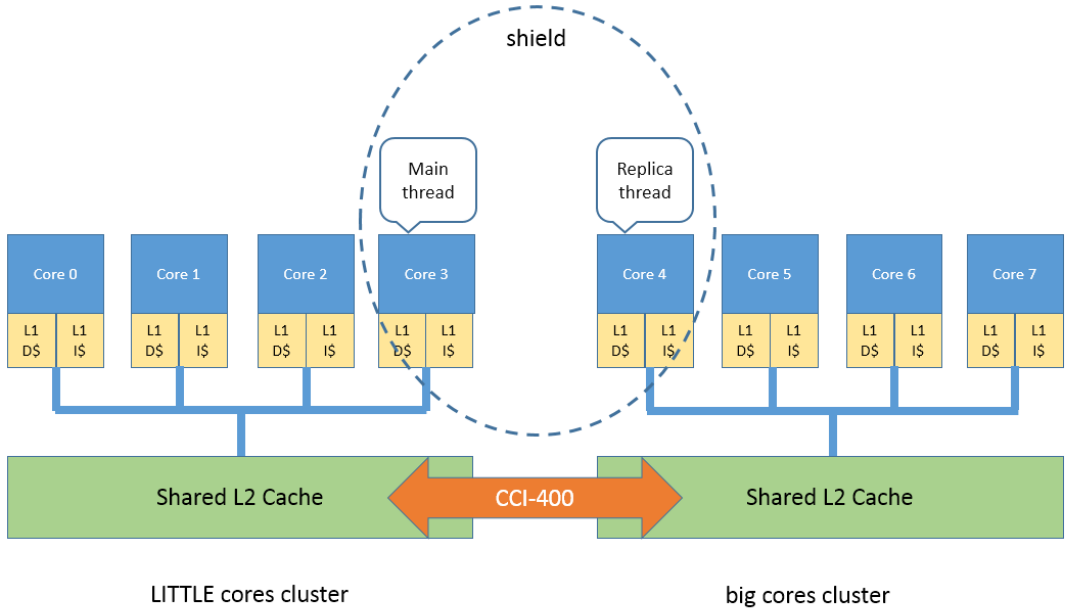 shield
Main
thread
Replica
thread
Core 0
Core 1
Core 2
Core 3
Core 4
Core 5
Core 6
Core 7
L1
D$
L1
I$
L1
D$
L1
I$
L1
D$
L1
I$
L1
D$
L1
I$
L1
D$
L1
I$
L1
D$
L1
I$
L1
D$
L1
I$
L1
D$
L1
I$
Shared L2 Cache
CCI-400
Shared L2 Cache
LITTLE cores cluster
big cores cluster